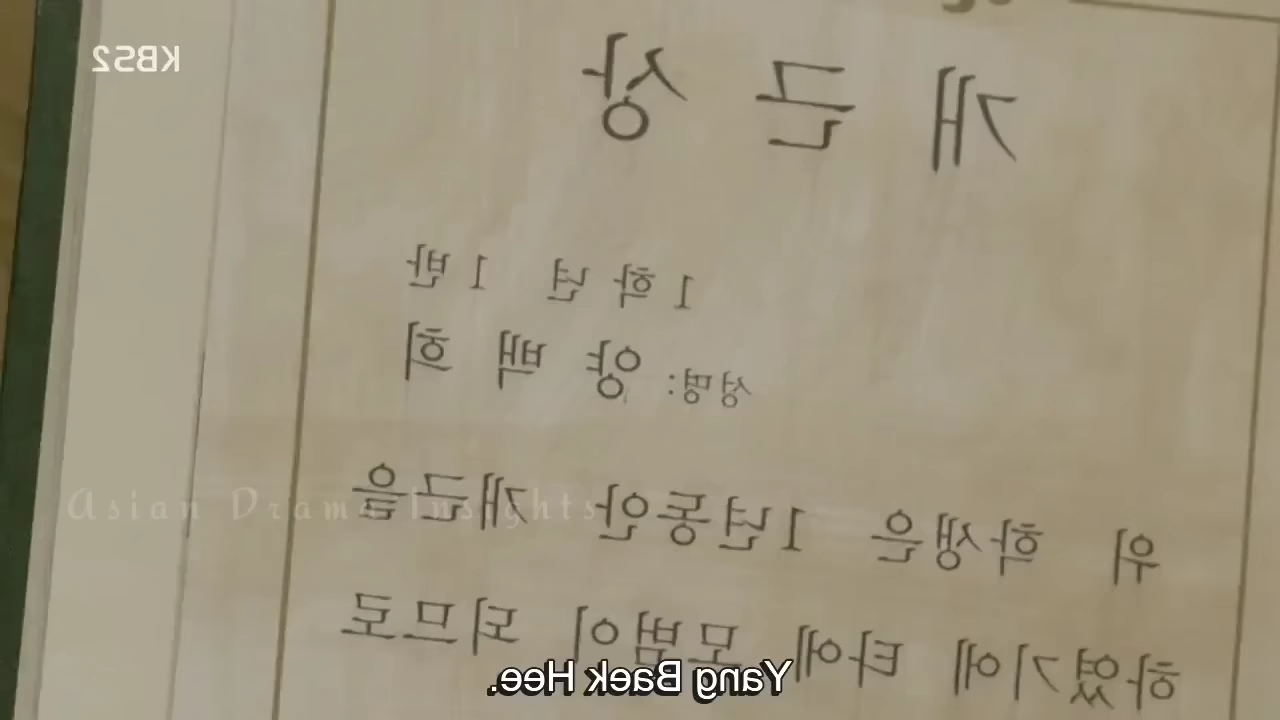 KBS2
개근상
1학년 1반
성명: 양백희
위 학생은 1년동안 개근을
하였기에 타에 모범이 되므로
Asian Drama Insights
Yang Baek Hee.